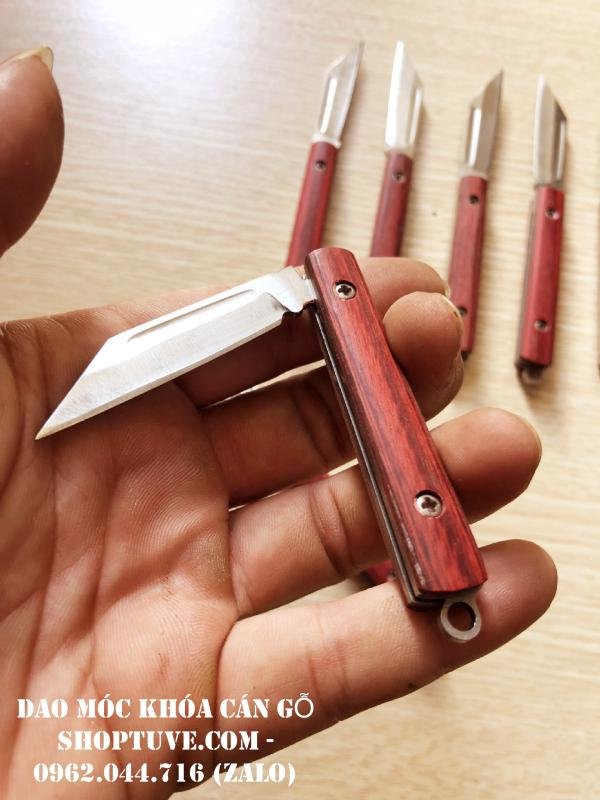 DAO MÓC KHÓA CÁN GỖ
SHOPTUVE.COM -
0962.044.716 (ZALO)